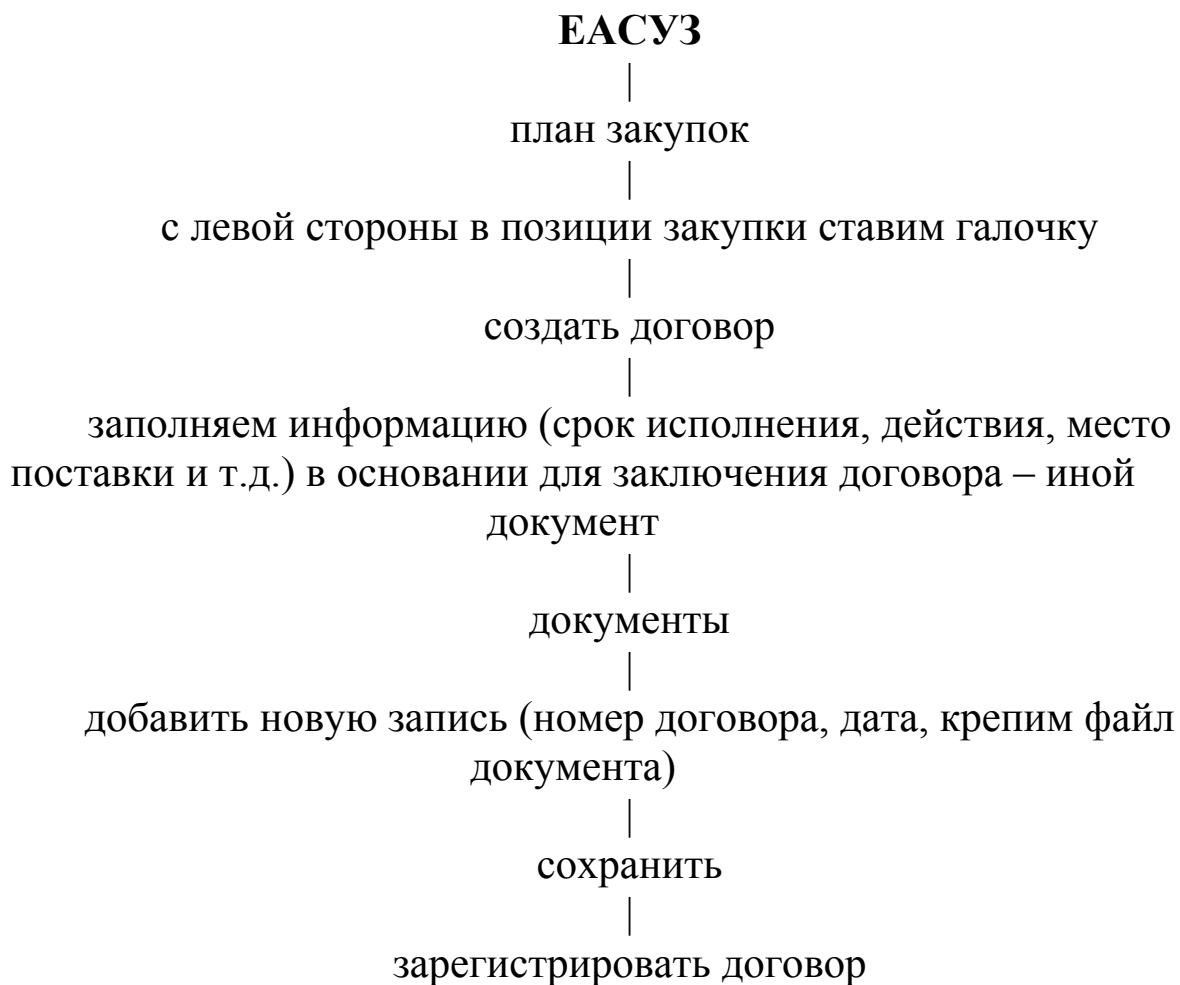 ЕАСУЗ
|
план закупок
|
с левой стороны в позиции закупки ставим галочку
|
создать договор
|
заполняем информацию (срок исполнения, действия, место
поставки и т.д.) в основании для заключения договора – иной
документ
|
документы
|
добавить новую запись (номер договора, дата, крепим файл
документа)
|
сохранить
|
зарегистрировать договор